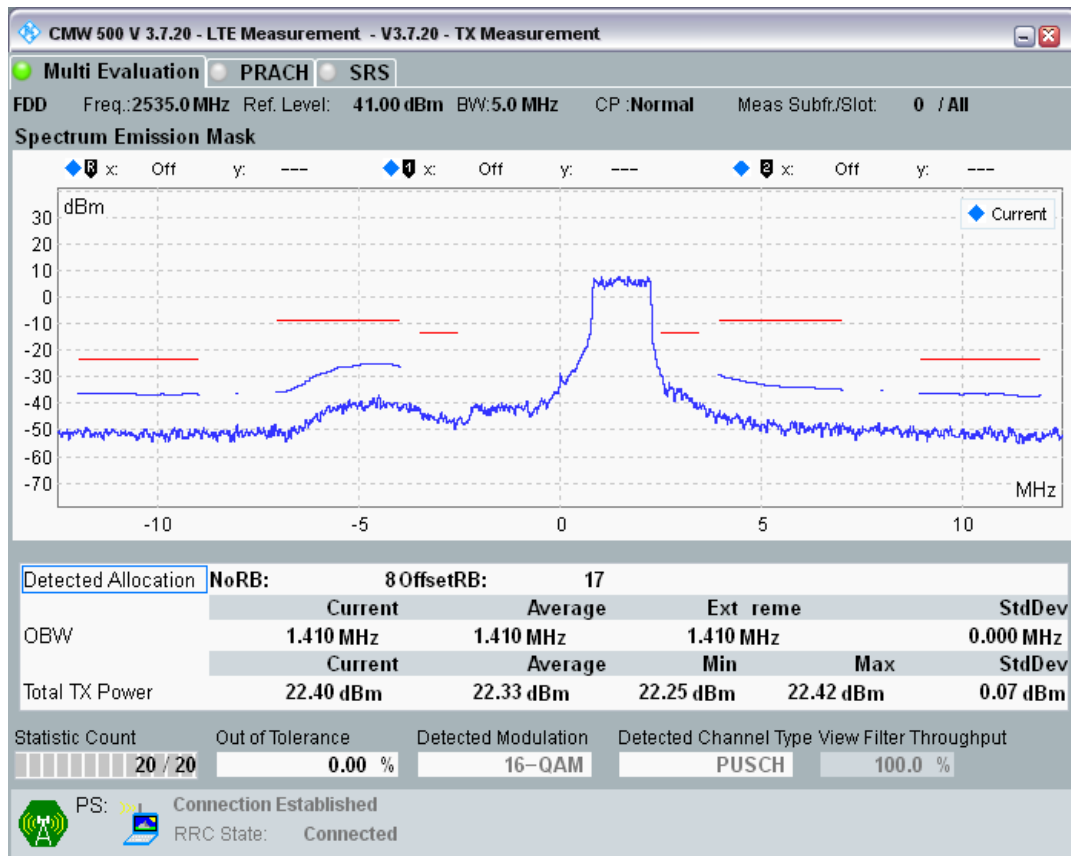 CMW 500 V 3.7.20 - LTE Measurement - V3.7.20 - TX Measurement
Multi Evaluation PRACH SRS
FDD Freq.:2535.0 MHz Ref. Level: 41.00 dBm BW:5.0 MHz CP :Normal Meas Subfr./Slot: 0 / All
Spectrum Emission Mask
R x: Off y: --- 1 x: Off y: --- 2 x: Off y: ---
dBm
Current
30
20
10
0
-10
-20
-30
-40
-50
-60
-70
MHz
-10 -5 0 5 10
Detected Allocation NoRB: 8 OffsetRB: 17
Current Average Ext reme StdDev
OBW 1.410 MHz 1.410 MHz 1.410 MHz 0.000 MHz
Current Average Min Max StdDev
Total TX Power 22.40 dBm 22.33 dBm 22.25 dBm 22.42 dBm 0.07 dBm
Statistic Count Out of Tolerance Detected Modulation Detected Channel Type View Filter Throughput
20 / 20 0.00 % 16-QAM PUSCH 100.0 %
PS: Connection Established
RRC State: Connected